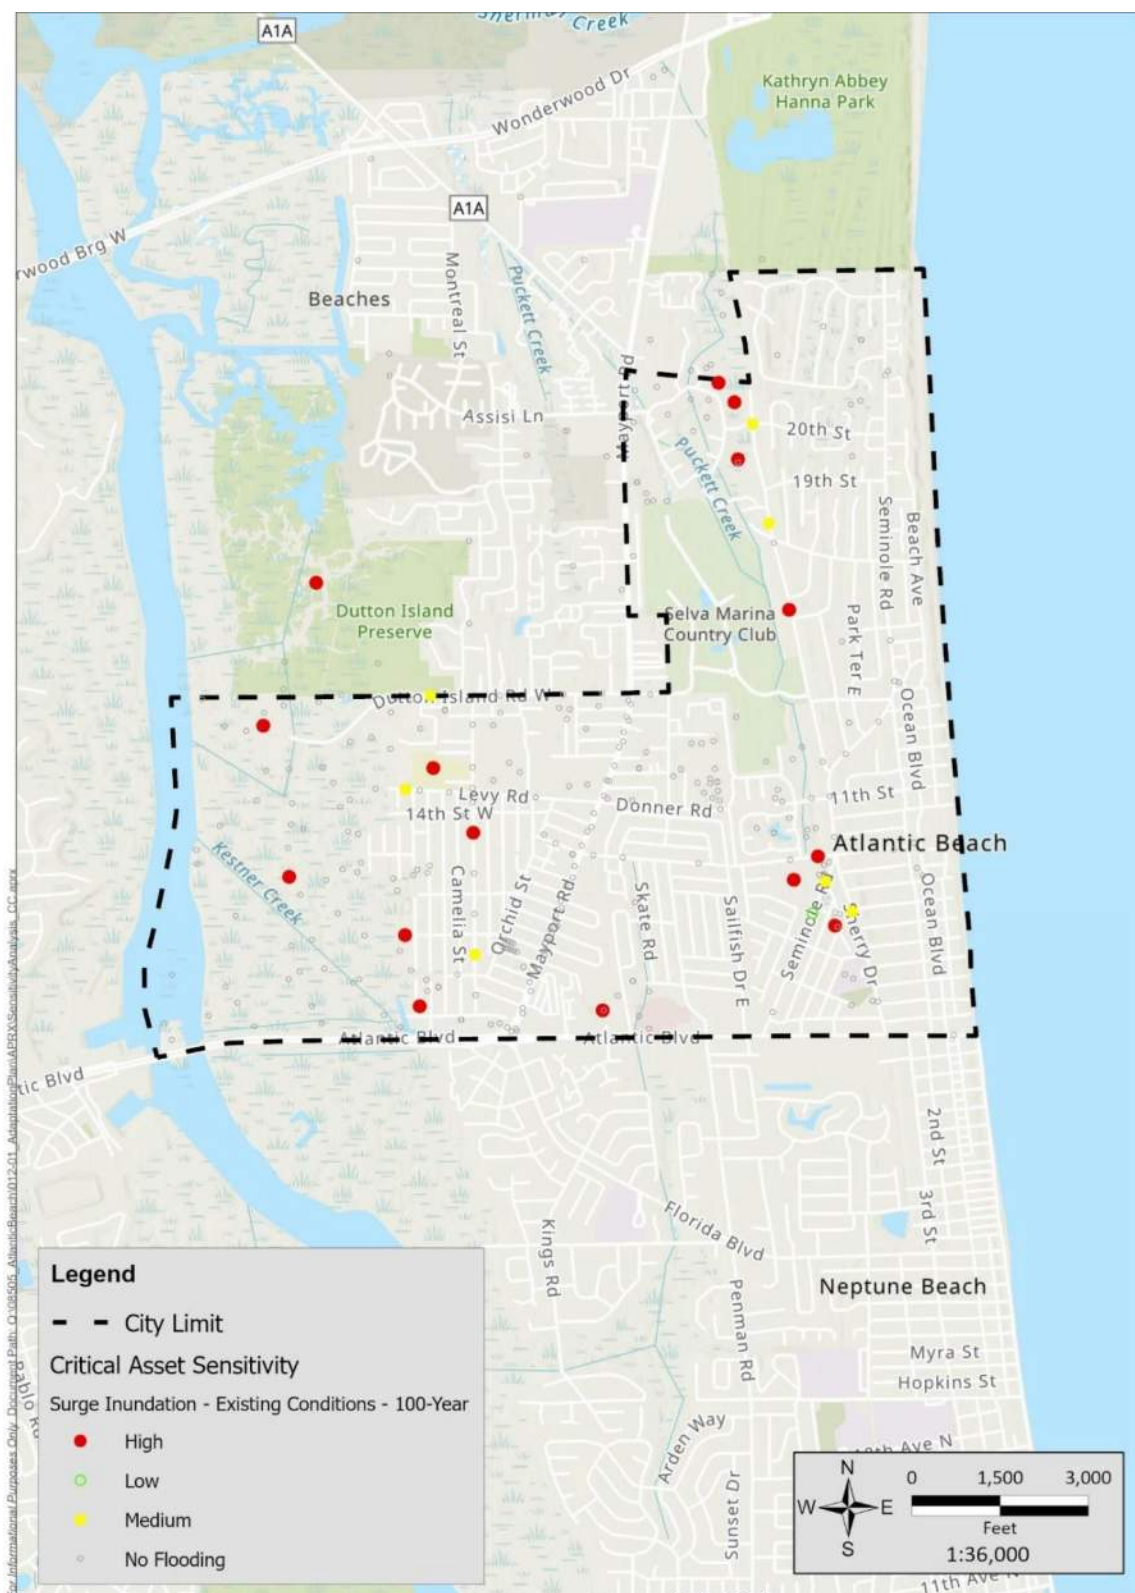 Sherman Creek
A1A
Kathryn Abbey
Hanna Park
Wonderwood Dr
A1A
rwood Brg W
Beaches
Montreal St
Puckett Creek
Mayport Rd
Assisi Ln
20th St
Puckett Creek
19th St
Seminole Rd
Beach Ave
Dutton Island
Preserve
Selva Marina
Country Club
Park Ter E
Dutton Island Rd W
Ocean Blvd
Levy Rd
14th St W
Donner Rd
11th St
Atlantic Beach
Kestner Creek
Camelia St
Orchid St
Mayport Rd
Skate Rd
Sailfish Dr E
Seminole Rd
Sherry Dr
Ocean Blvd
Atlantic Blvd
Atlantic Blvd
tic Blvd
2nd St
3rd St
Florida Blvd
Kings Rd
Neptune Beach
Penman Rd
Myra St
Hopkins St
Arden Way
Sunset Dr
Pablo Rd
11th Ave N
Legend
City Limit
Critical Asset Sensitivity
Surge Inundation - Existing Conditions - 100-Year
High
Low
Medium
No Flooding
N
W E
S
0 1,500 3,000
Feet
1:36,000